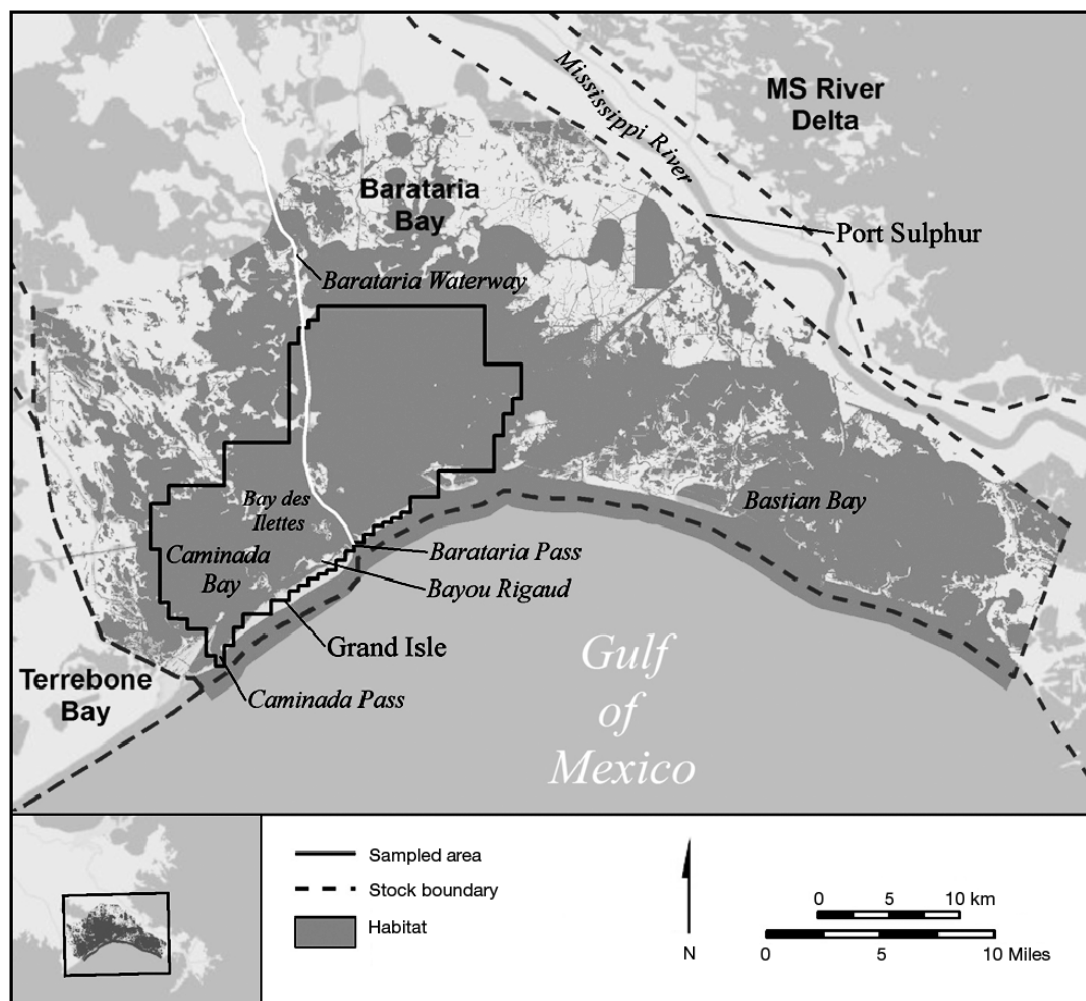 Mississippi River
MS River
Delta
Barataria
Bay
Port Sulphur
Barataria Waterway
Bay des
Ilettes
Bastian Bay
Caminada
Bay
Barataria Pass
Bayou Rigaud
Grand Isle
Terrebone
Bay
Caminada Pass
Gulf
of
Mexico
Sampled area
Stock boundary
Habitat
N
0 5 10 km
0 5 10 Miles